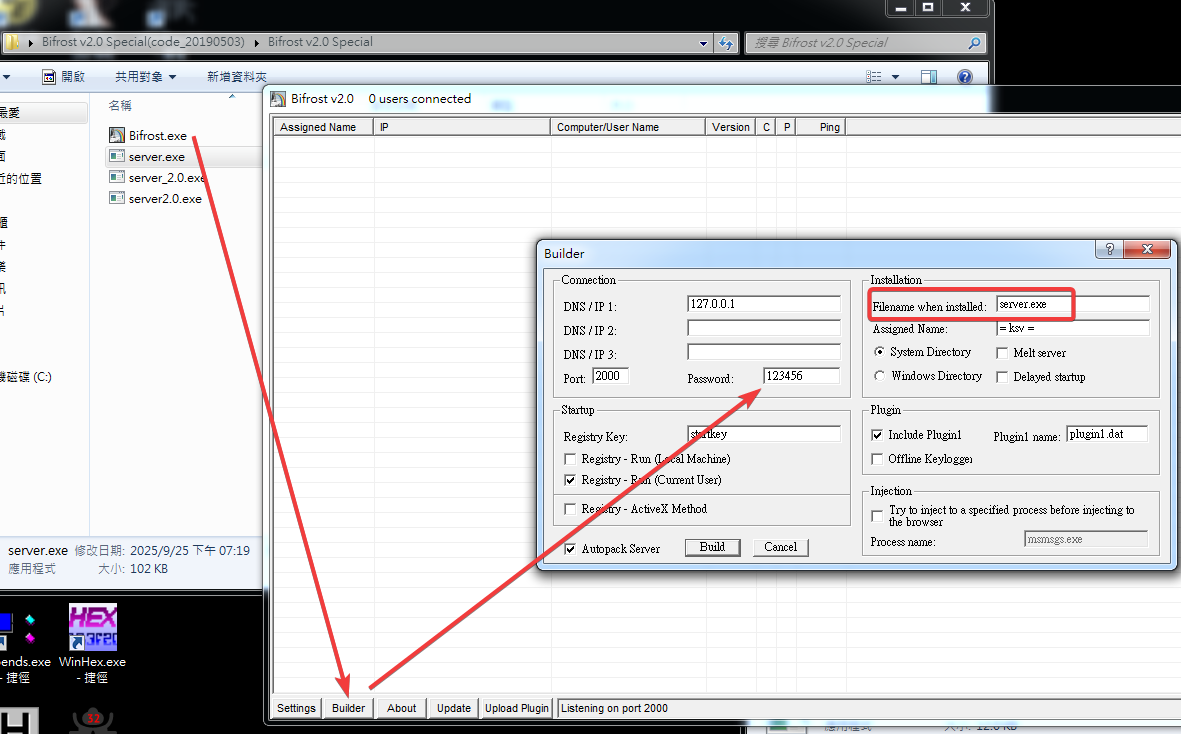 Bifrost v2.0 Special(code_20190503) ▸ Bifrost v2.0 Special
搜尋 Bifrost v2.0 Special
開啟 共用對象 新增資料夾
最愛
名稱
面
近的位置
Bifrost.exe
server.exe
server_2.0.exe
server2.0.exe
件
訊
片
磁碟 (C:)
server.exe 修改日期: 2025/9/25 下午 07:19
應用程式 大小: 102 KB
Bifrost v2.0 0 users connected
Assigned Name IP Computer/User Name Version C P Ping
Builder
Connection
DNS / IP 1: 127.0.0.1
DNS / IP 2:
DNS / IP 3:
Port: 2000 Password: 123456
Startup
Registry Key: startkey
Registry - Run (Local Machine)
Registry - Run (Current User)
Registry - ActiveX Method
Autopack Server Build Cancel
Installation
Filename when installed: server.exe
Assigned Name: = ksv =
System Directory Melt server
Windows Directory Delayed startup
Plugin
Include Plugin1 Plugin1 name: plugin1.dat
Offline Keylogger
Injection
Try to inject to a specified process before injecting to
the browser
Process name: msmsgs.exe
HEX
ends.exe
- 捷徑
WinHex.exe
- 捷徑
32
Settings Builder About Update Upload Plugin Listening on port 2000
應用程式